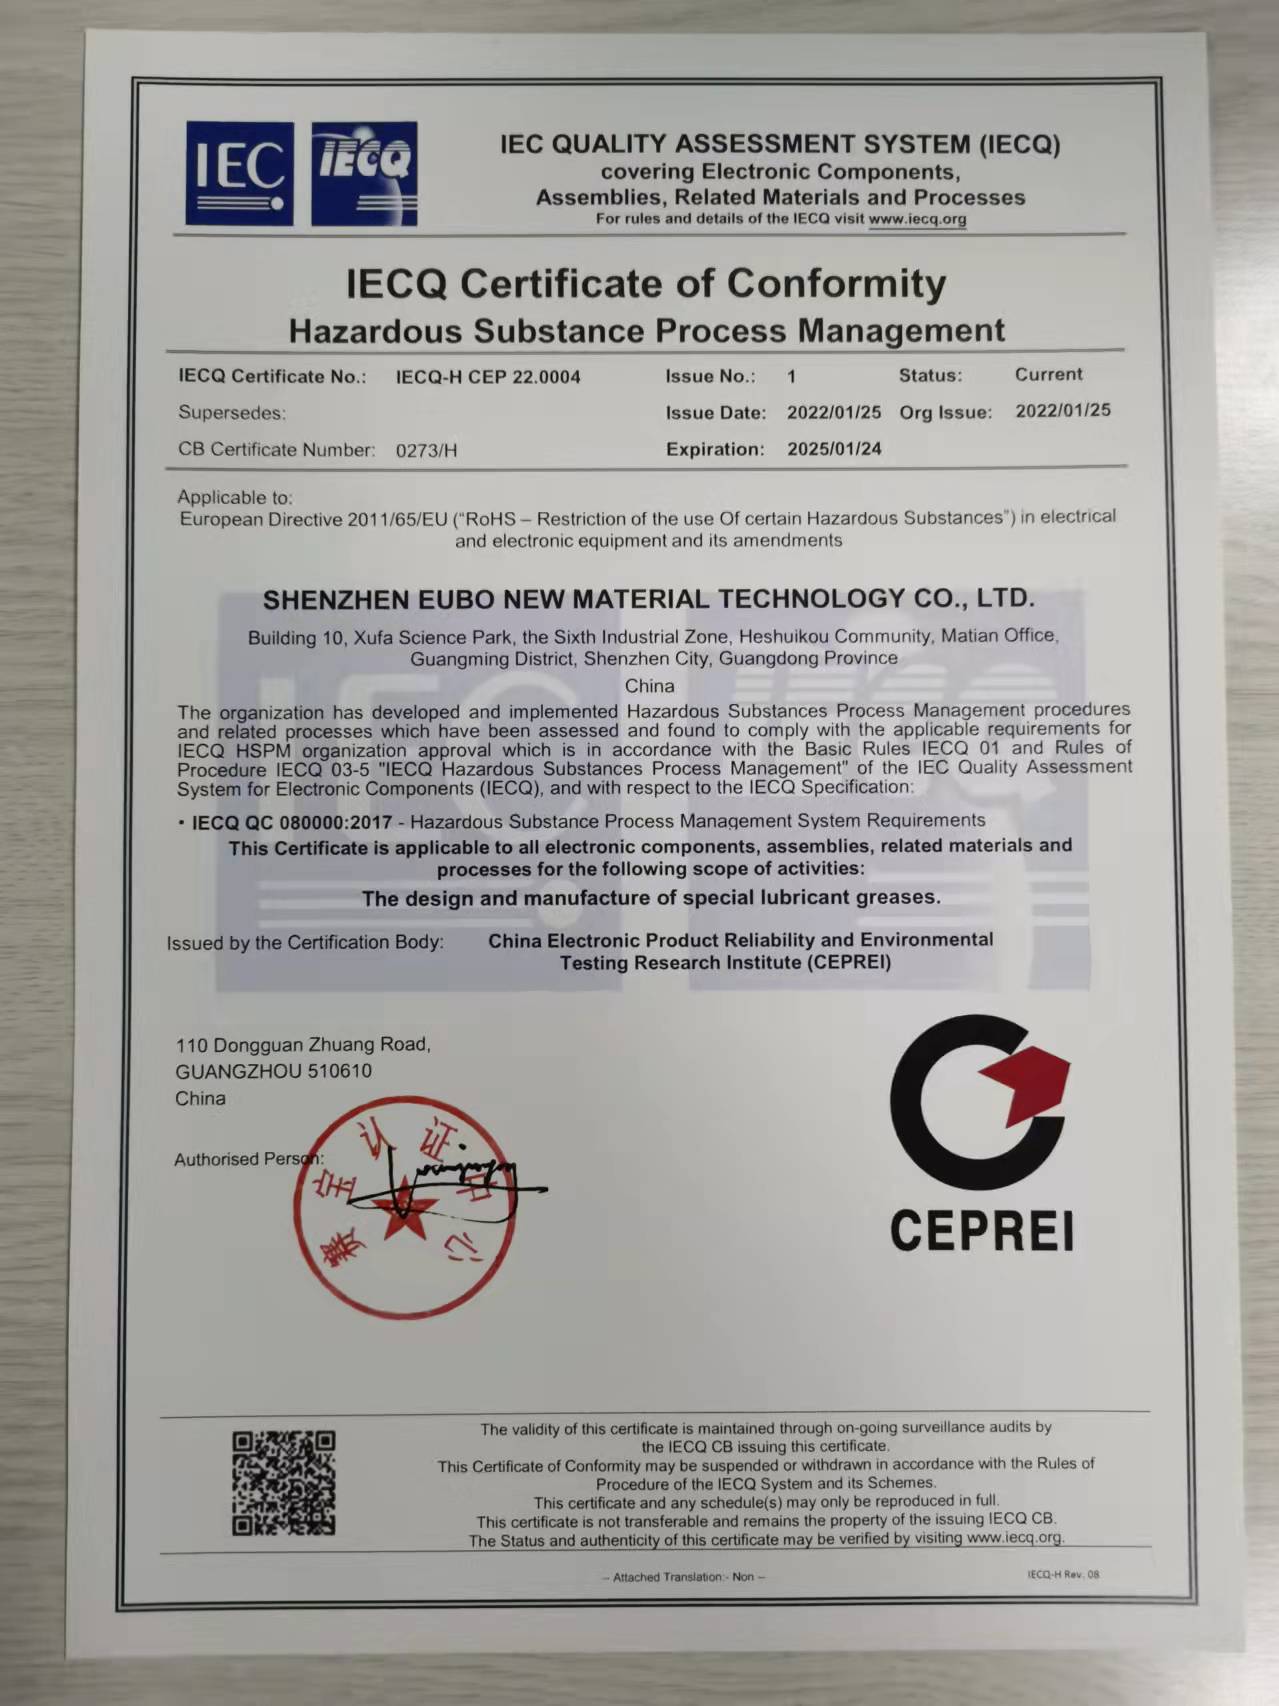 IEC
IECQ
IEC QUALITY ASSESSMENT SYSTEM (IECQ)
covering Electronic Components,
Assemblies, Related Materials and Processes
For rules and details of the IECQ visit www.iecq.org
IECQ Certificate of Conformity
Hazardous Substance Process Management
IECQ Certificate No.: IECQ-H CEP 22.0004 Issue No.: 1 Status: Current
Supersedes: Issue Date: 2022/01/25 Org Issue: 2022/01/25
CB Certificate Number: 0273/H Expiration: 2025/01/24
Applicable to:
European Directive 2011/65/EU ("RoHS – Restriction of the use Of certain Hazardous Substances") in electrical
and electronic equipment and its amendments
SHENZHEN EUBO NEW MATERIAL TECHNOLOGY CO., LTD.
Building 10, Xufa Science Park, the Sixth Industrial Zone, Heshuikou Community, Matian Office,
Guangming District, Shenzhen City, Guangdong Province
China
The organization has developed and implemented Hazardous Substances Process Management procedures
and related processes which have been assessed and found to comply with the applicable requirements for
IECQ HSPM organization approval which is in accordance with the Basic Rules IECQ 01 and Rules of
Procedure IECQ 03-5 "IECQ Hazardous Substances Process Management" of the IEC Quality Assessment
System for Electronic Components (IECQ), and with respect to the IECQ Specification:
• IECQ QC 080000:2017 - Hazardous Substance Process Management System Requirements
This Certificate is applicable to all electronic components, assemblies, related materials and
processes for the following scope of activities:
The design and manufacture of special lubricant greases.
Issued by the Certification Body: China Electronic Product Reliability and Environmental
Testing Research Institute (CEPREI)
110 Dongguan Zhuang Road,
GUANGZHOU 510610
China
Authorised Person:
赛宝认证中心
CEPREI
The validity of this certificate is maintained through on-going surveillance audits by
the IECQ CB issuing this certificate.
This Certificate of Conformity may be suspended or withdrawn in accordance with the Rules of
Procedure of the IECQ System and its Schemes.
This certificate and any schedule(s) may only be reproduced in full.
This certificate is not transferable and remains the property of the issuing IECQ CB.
The Status and authenticity of this certificate may be verified by visiting www.iecq.org.
-- Attached Translation:- Non --
IECQ-H Rev. 08